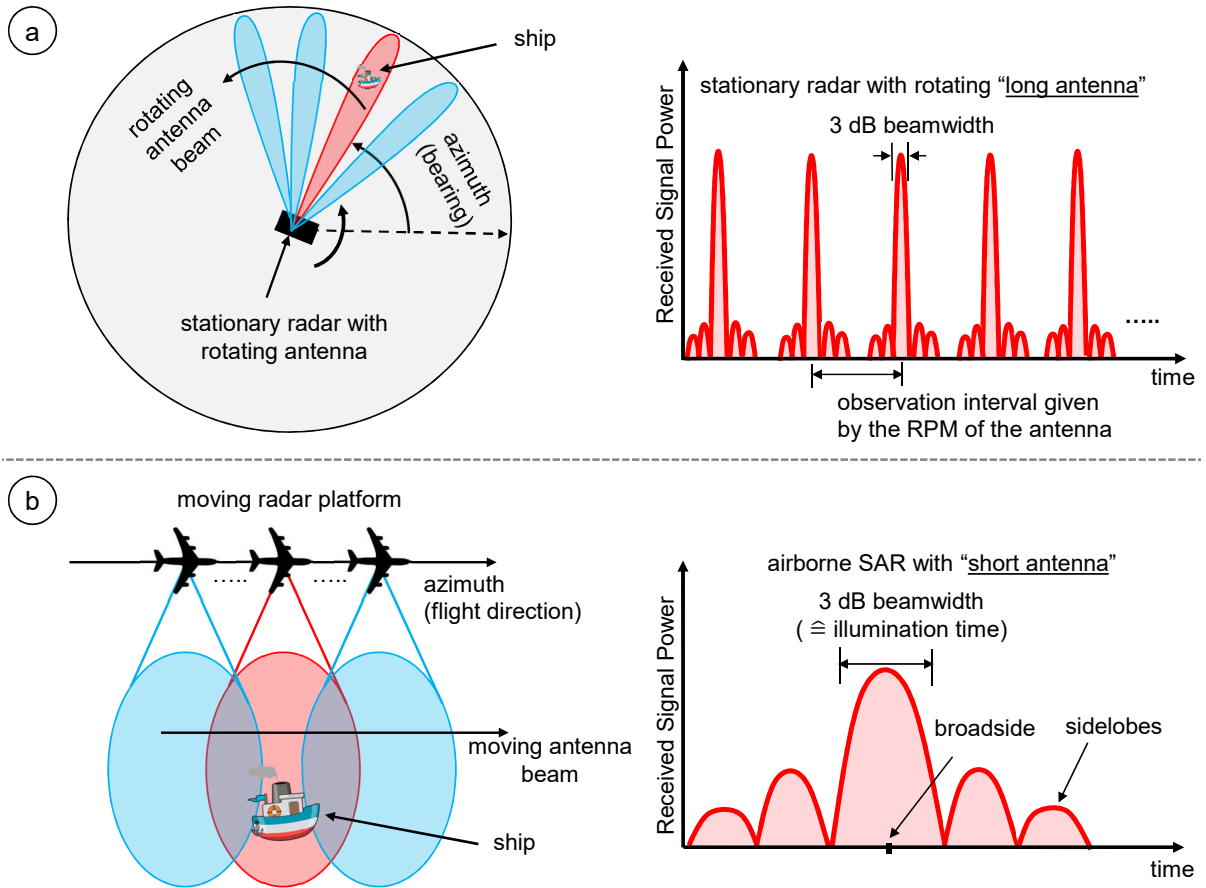 a
ship
rotating
antenna
beam
azimuth
(bearing)
stationary radar with
rotating antenna
Received Signal Power
stationary radar with rotating “long antenna”
3 dB beamwidth
.....
time
observation interval given
by the RPM of the antenna
b
moving radar platform
..... .....
azimuth
(flight direction)
moving antenna
beam
ship
Received Signal Power
airborne SAR with “short antenna”
3 dB beamwidth
( ≙ illumination time)
broadside
sidelobes
time